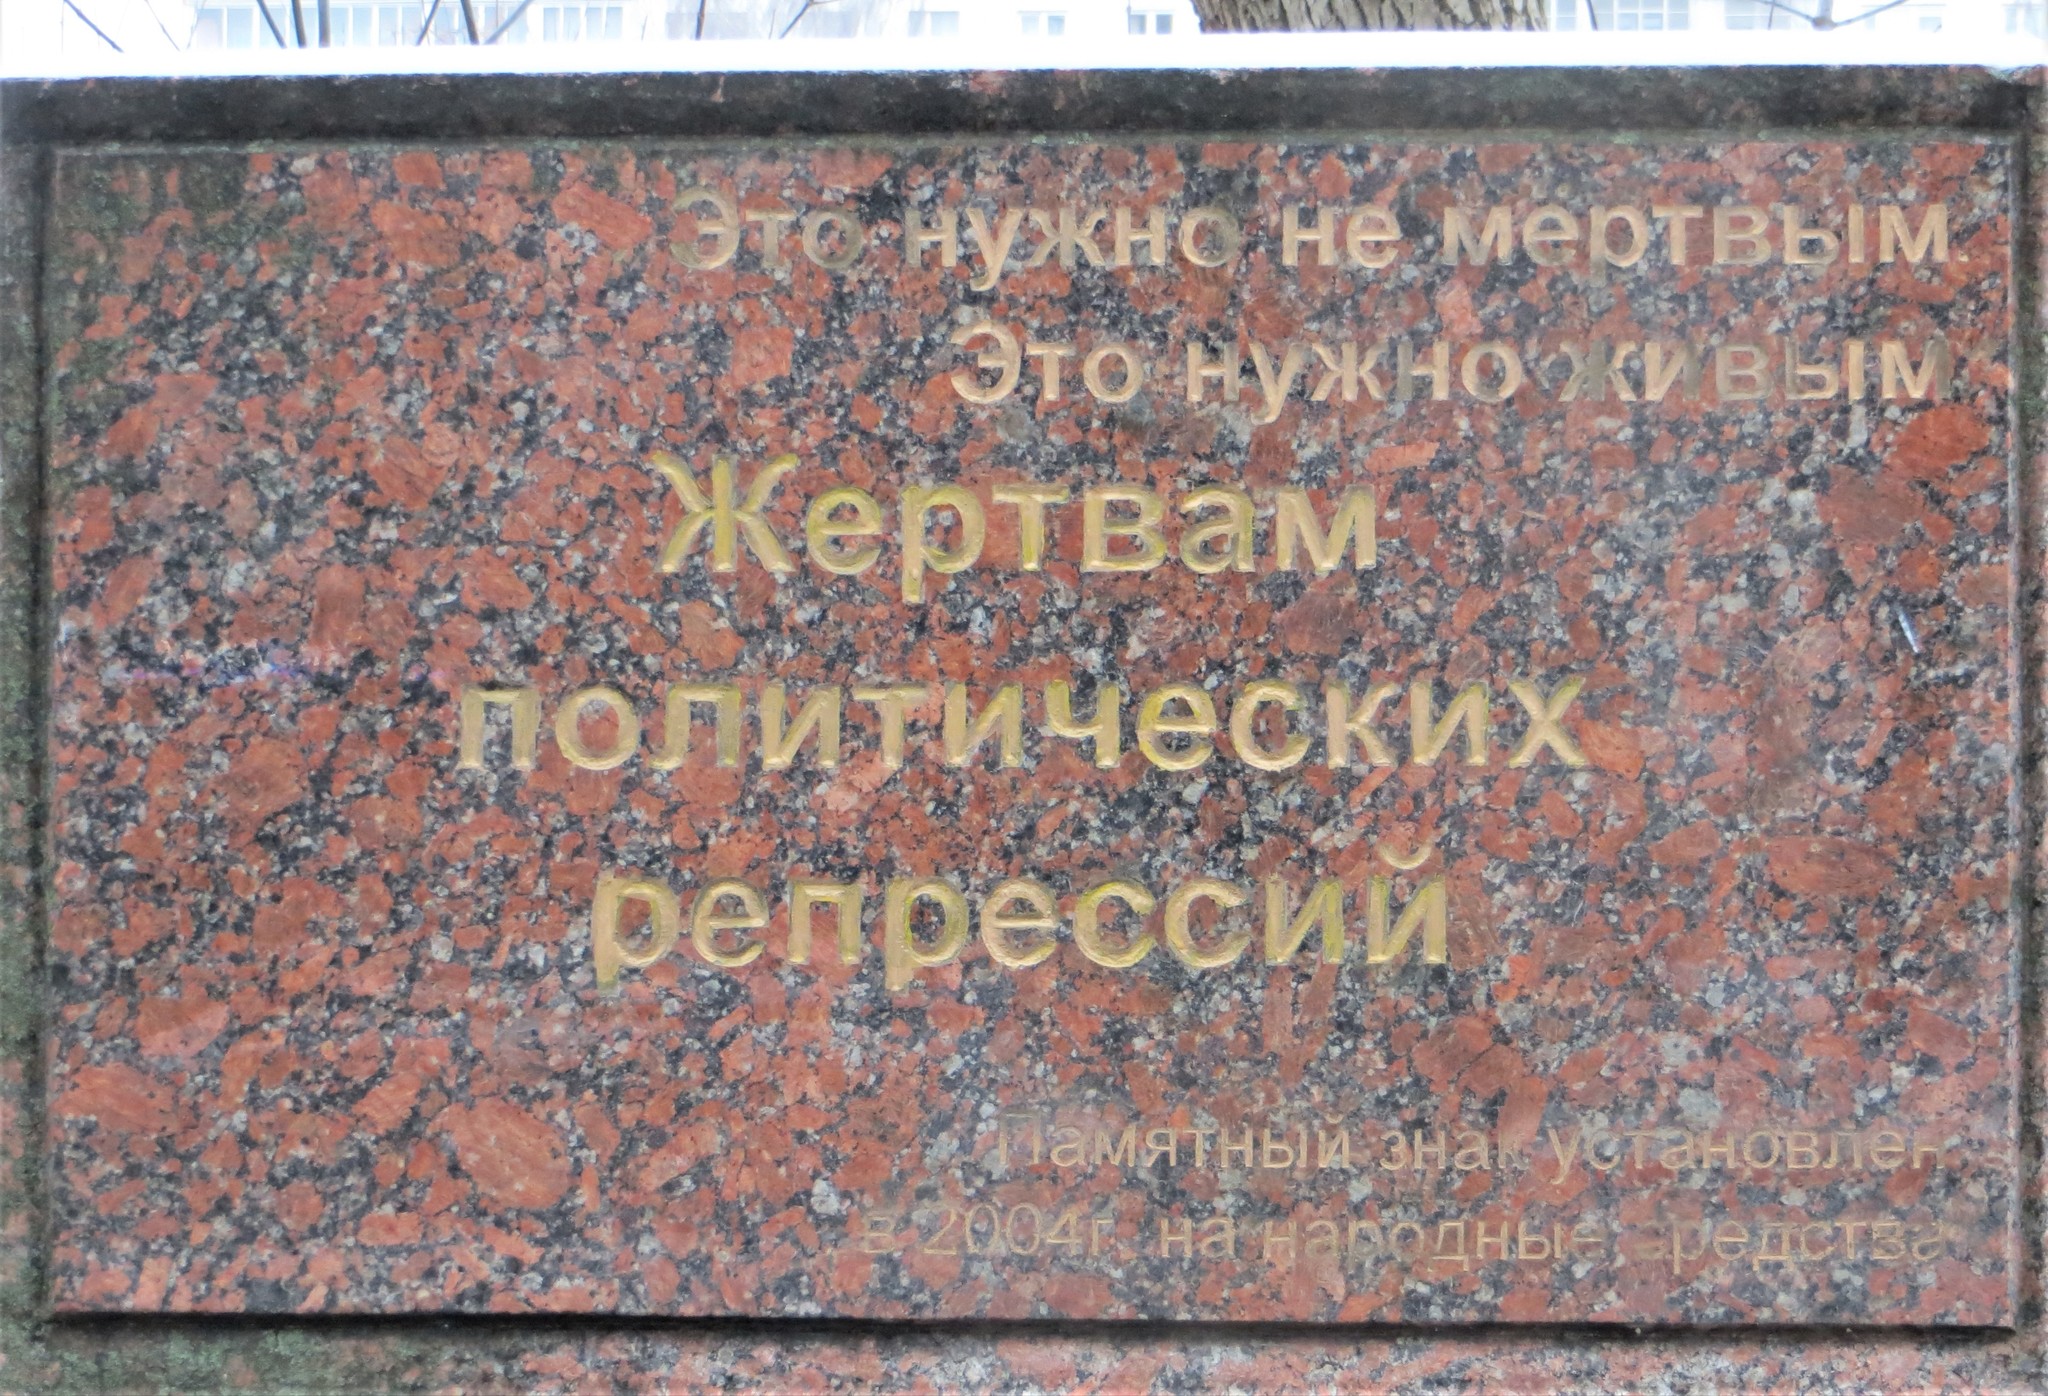 Это нужно не мертвым.
Это нужно живым
Жертвам
политических
репрессий
Памятный знак установлен
в 2004г. на народные средства